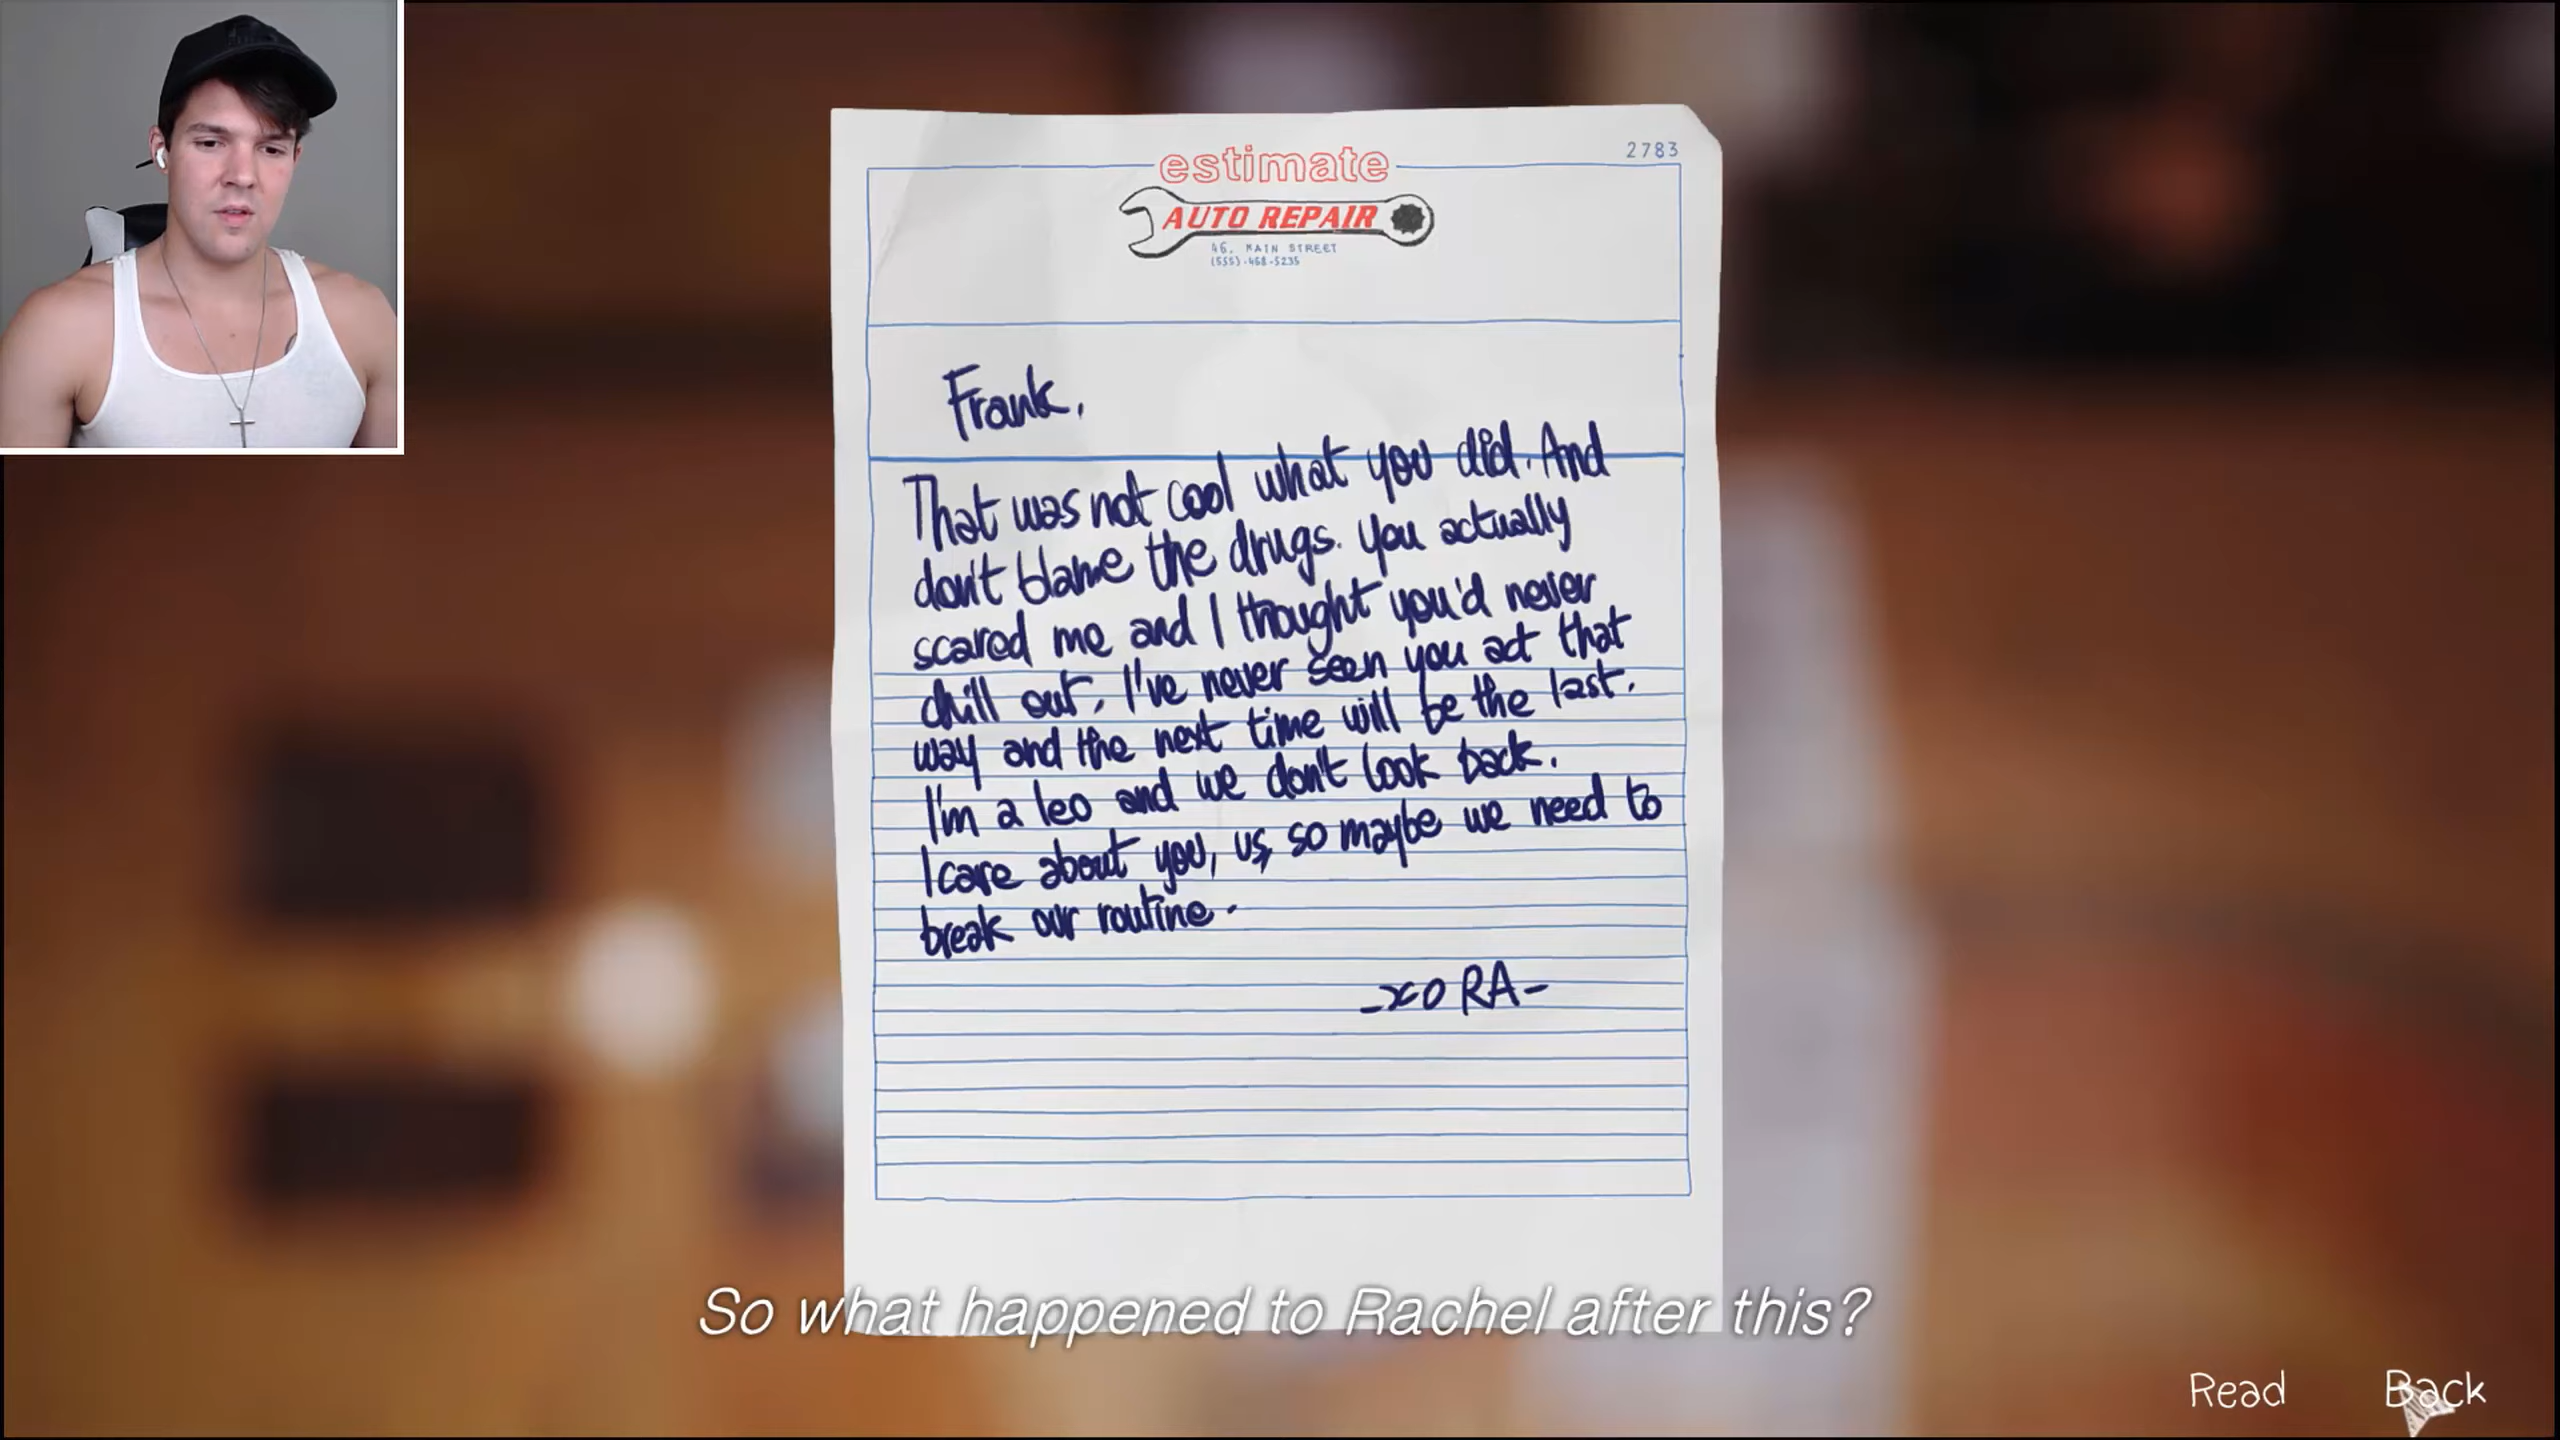 2783
estimate
AUTO REPAIR
46, MAIN STREET
(555)-468-5235
Frank,
That was not cool what you did. And
don't blame the drugs. You actually
scared me and I thought you'd never
chill out. I've never seen you act that
way and the next time will be the last.
I'm a leo and we don't look back.
I care about you, us, so maybe we need to
break our routine.
-xo RA-
So what happened to Rachel after this?
Read Back